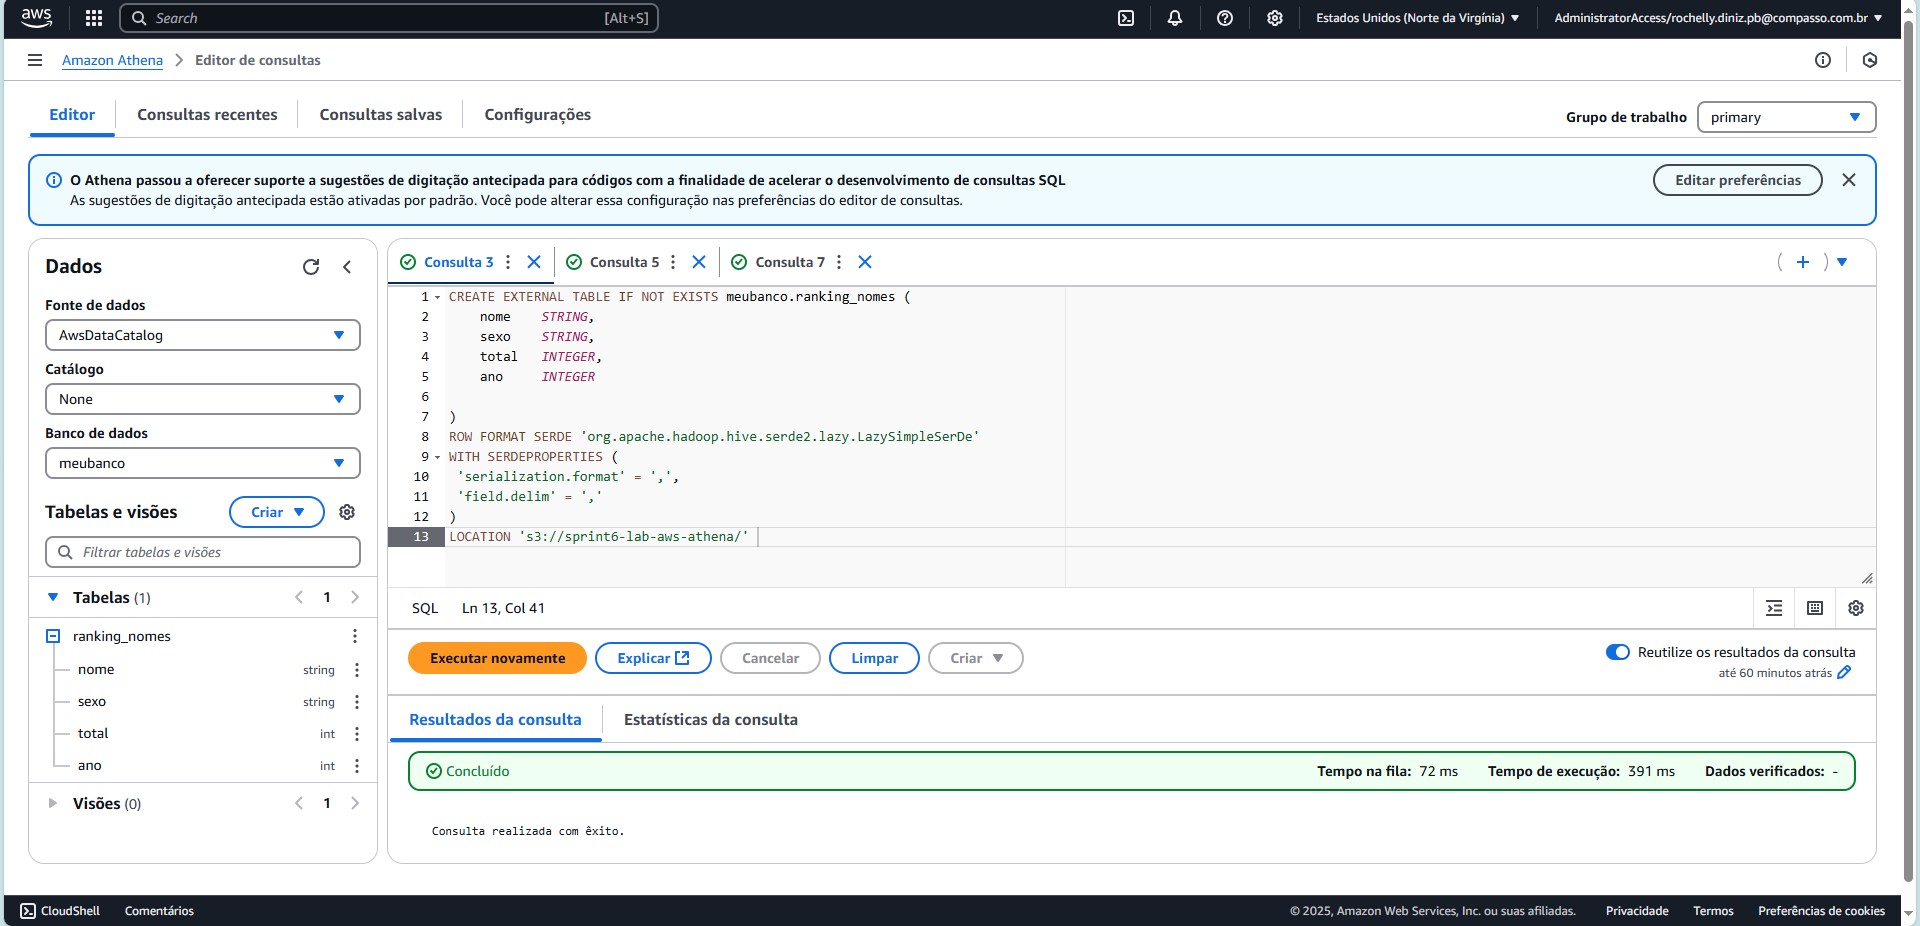 aws
Search [Alt+S]
Estados Unidos (Norte da Virgínia)
AdministratorAccess/rochelly.diniz.pb@compasso.com.br
Amazon Athena
Editor de consultas
Editor
Consultas recentes
Consultas salvas
Configurações
Grupo de trabalho
primary
O Athena passou a oferecer suporte a sugestões de digitação antecipada para códigos com a finalidade de acelerar o desenvolvimento de consultas SQL
As sugestões de digitação antecipada estão ativadas por padrão. Você pode alterar essa configuração nas preferências do editor de consultas.
Editar preferências
Dados
Fonte de dados
AwsDataCatalog
Catálogo
None
Banco de dados
meubanco
Tabelas e visões
Criar
Filtrar tabelas e visões
Tabelas (1)
1
ranking_nomes
nome string
sexo string
total int
ano int
Visões (0)
1
Consulta 3
Consulta 5
Consulta 7
( + )
1 CREATE EXTERNAL TABLE IF NOT EXISTS meubanco.ranking_nomes (
2 nome STRING,
3 sexo STRING,
4 total INTEGER,
5 ano INTEGER
6
7 )
8 ROW FORMAT SERDE 'org.apache.hadoop.hive.serde2.lazy.LazySimpleSerDe'
9 WITH SERDEPROPERTIES (
10 'serialization.format' = ',',
11 'field.delim' = ','
12 )
13 LOCATION 's3://sprint6-lab-aws-athena/'
SQL Ln 13, Col 41
Executar novamente
Explicar
Cancelar
Limpar
Criar
Reutilize os resultados da consulta
até 60 minutos atrás
Resultados da consulta
Estatísticas da consulta
Concluído
Tempo na fila: 72 ms
Tempo de execução: 391 ms
Dados verificados: -
Consulta realizada com êxito.
CloudShell
Comentários
© 2025, Amazon Web Services, Inc. ou suas afiliadas.
Privacidade
Termos
Preferências de cookies